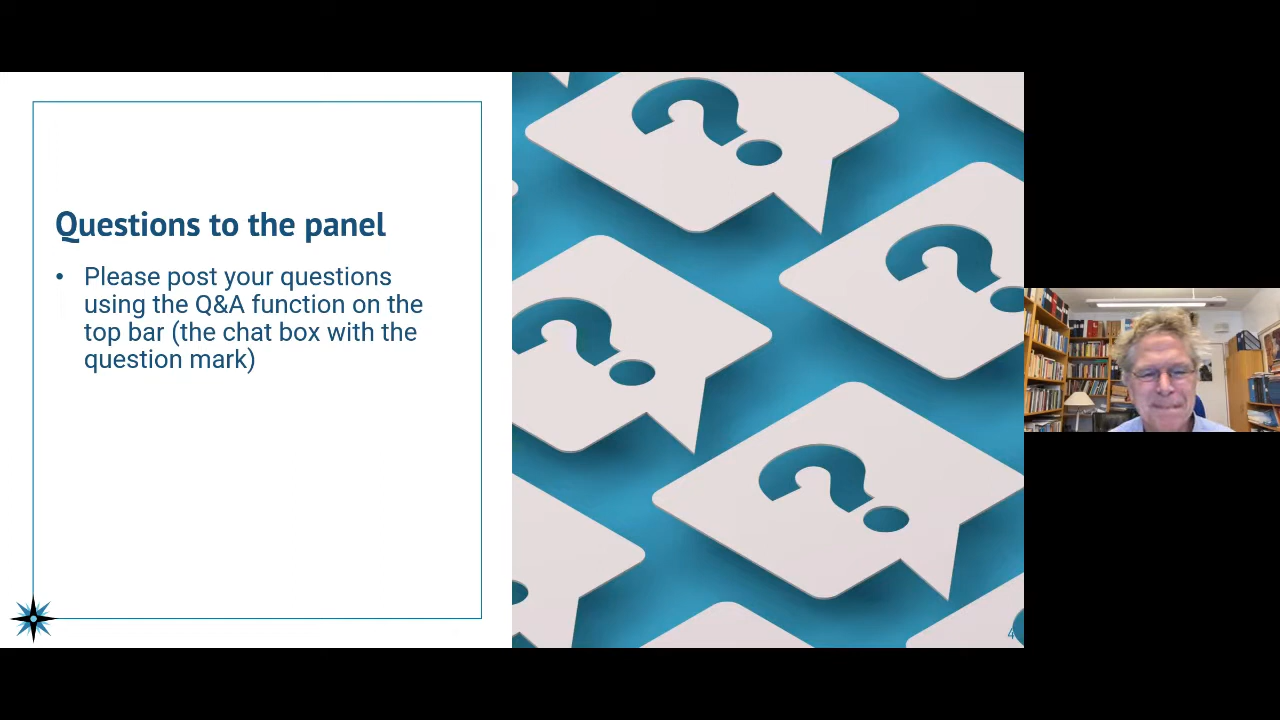 Questions to the panel
• Please post your questions
using the Q&A function on the
top bar (the chat box with the
question mark)
4